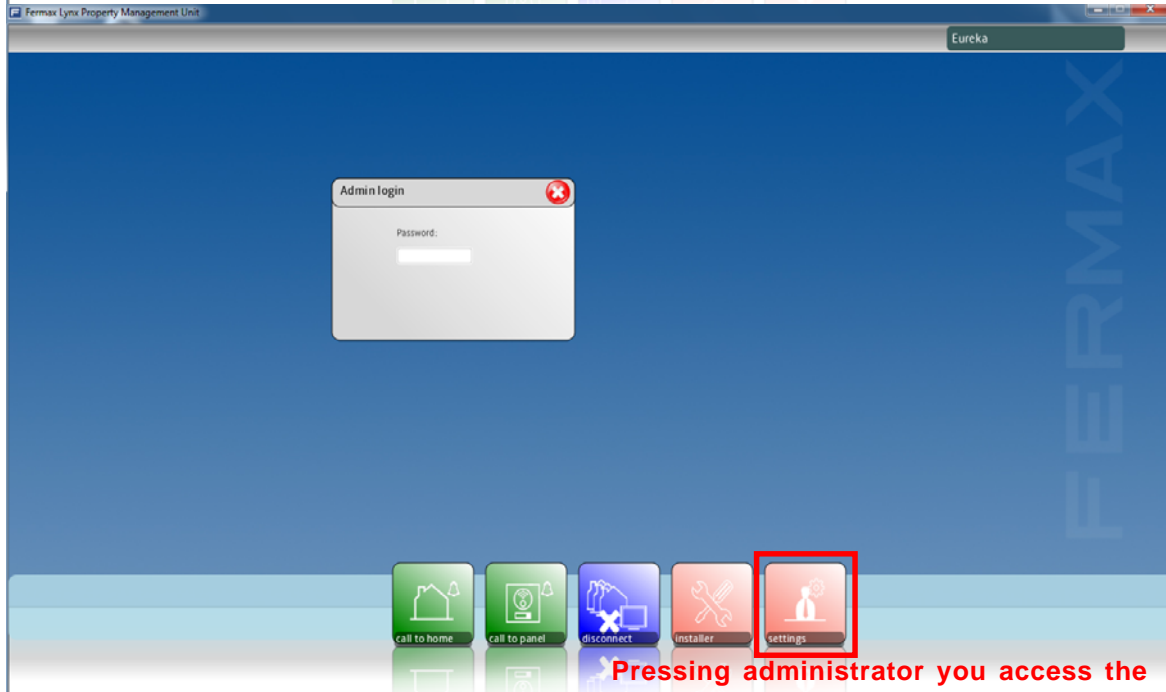 Fermax Lynx Property Management Unit
Eureka
FERMAX
Admin login
Password:
call to home
call to panel
disconnect
installer
settings
Pressing administrator you access the